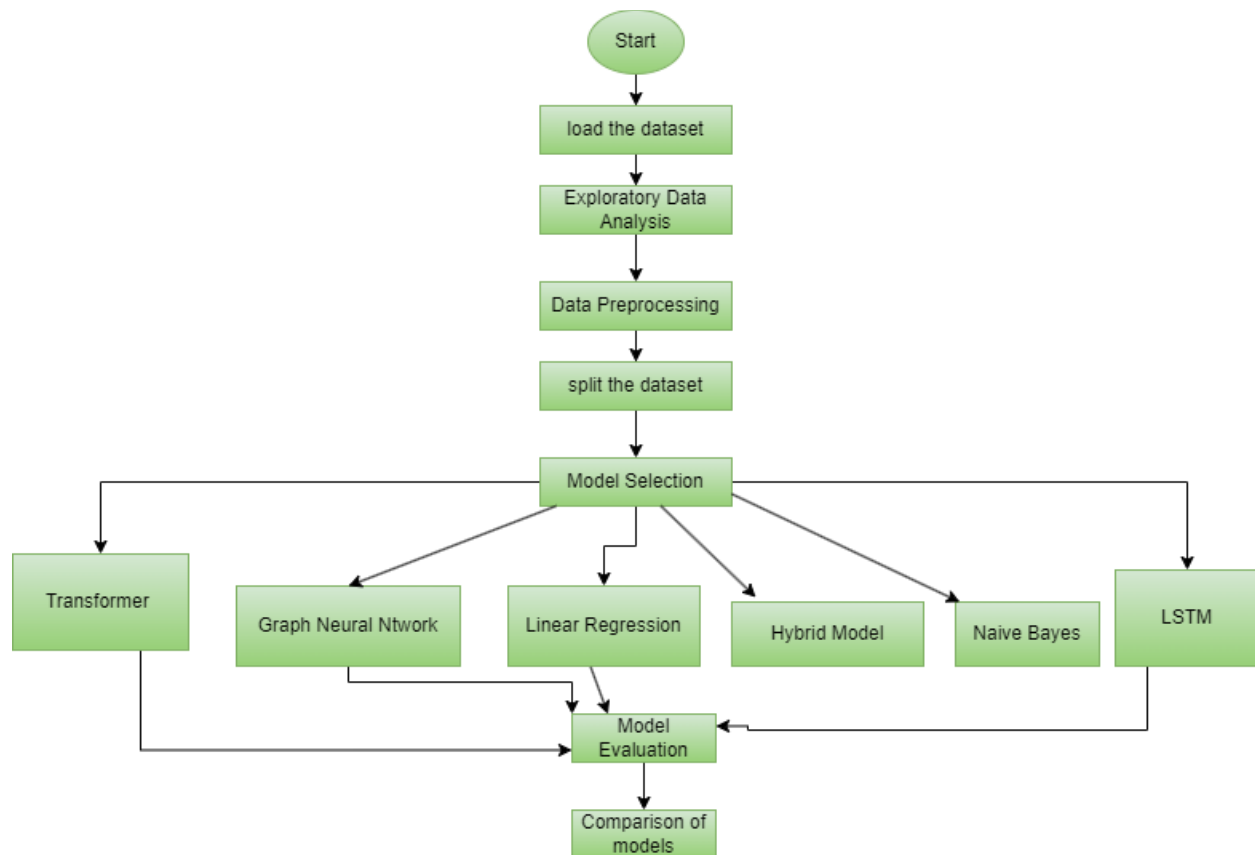 Start
load the dataset
Exploratory Data
Analysis
Data Preprocessing
split the dataset
Model Selection
Transformer
Graph Neural Ntwork
Linear Regression
Hybrid Model
Naive Bayes
LSTM
Model
Evaluation
Comparison of
models